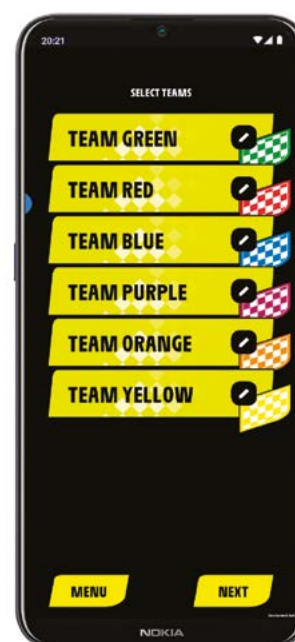 20:21
SELECT TEAMS
TEAM GREEN
TEAM RED
TEAM BLUE
TEAM PURPLE
TEAM ORANGE
TEAM YELLOW
MENU
NEXT
NOKIA